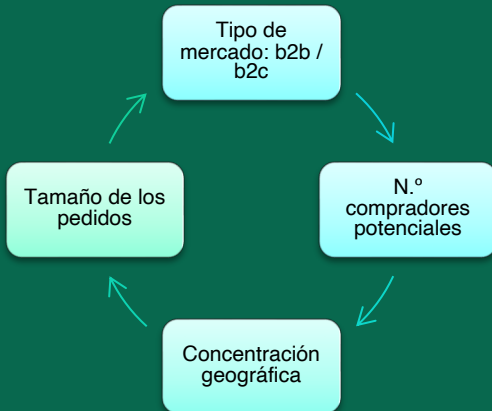 Tipo de
mercado: b2b /
b2c
N.º
compradores
potenciales
Concentración
geográfica
Tamaño de los
pedidos